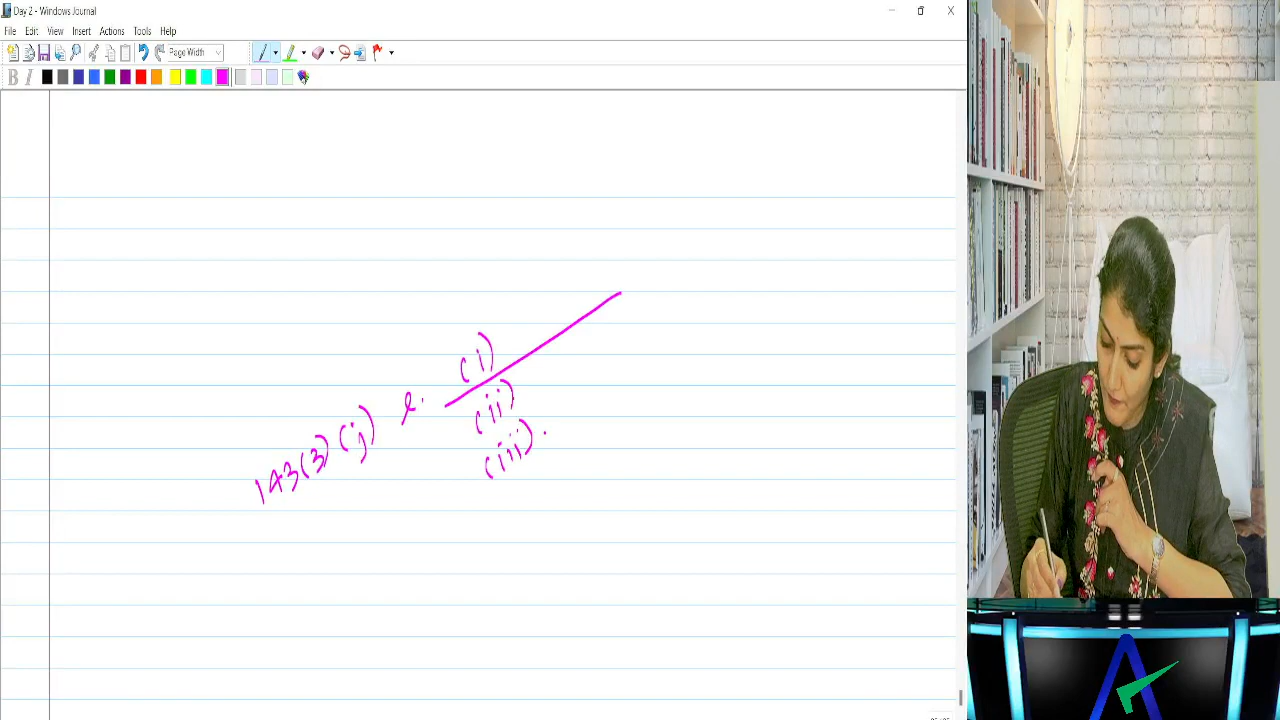 Day 2 - Windows Journal
File Edit View Insert Actions Tools Help
Page Width
B I
143(3)(j) e. (i)
(ii)
(iii).